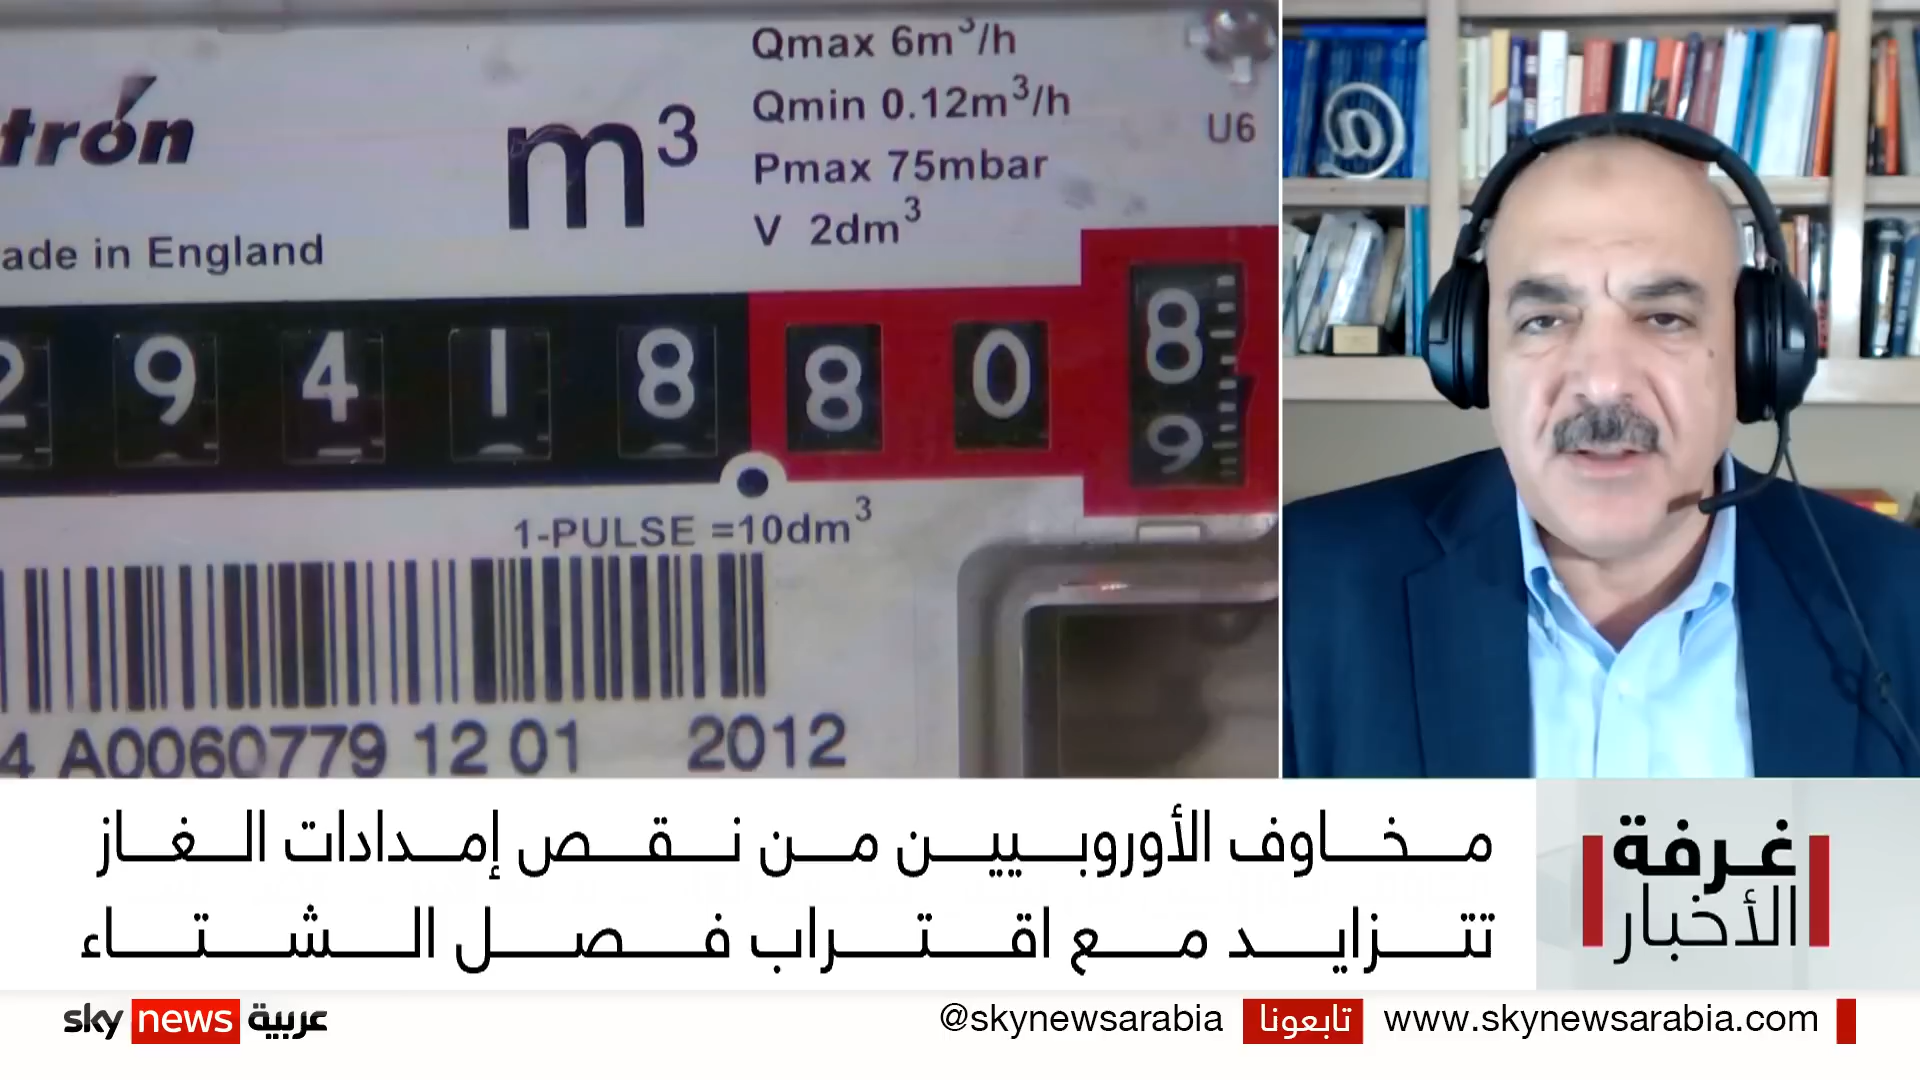 Qmax 6m³/h
Qmin 0.12m³/h
Pmax 75mbar
V 2dm³
U6
trón
m³
ade in England
2 9 4 1 8 8 0 8
9
1-PULSE =10dm³
4 A0060779 12 01 2012
@
مخاوف الأوروبيين من نقص إمدادات الغاز
تتزايد مع اقتراب فصل الشتاء
غرفة
الأخبار
sky news عربية
@skynewsarabia تابعونا www.skynewsarabia.com